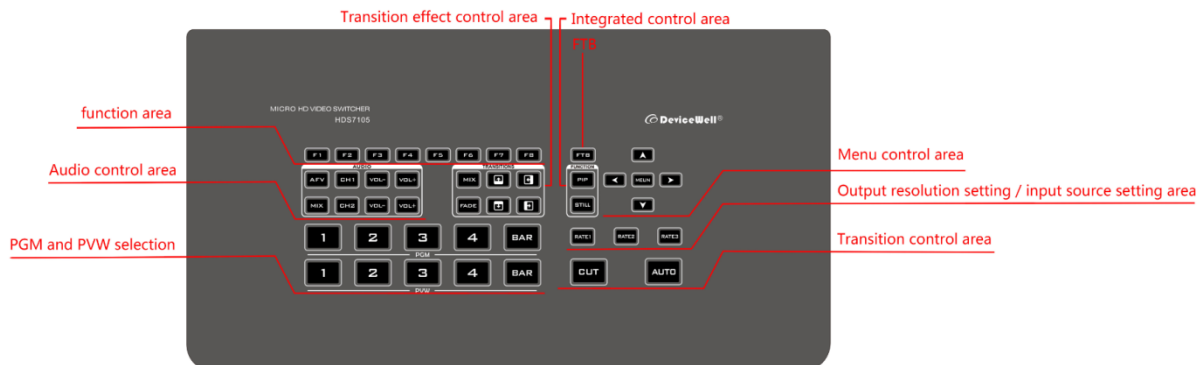 Transition effect control area
Integrated control area
FTB
MICRO HD VIDEO SWITCHER
HDS7105
DeviceWell®
function area
F1 F2 F3 F4 F5 F6 F7 F8
FTB
AUDIO
TRANSITIONS
FUNCTION
Menu control area
Audio control area
AFV CH1 VOL- VOL+
MIX
PIP
MEUN
Output resolution setting / input source setting area
MIX CH2 VOL- VOL+
FADE
STILL
PGM and PVW selection
1 2 3 4 BAR
RATE1 RATE2 RATE3
Transition control area
PGM
1 2 3 4 BAR
CUT AUTO
PVW